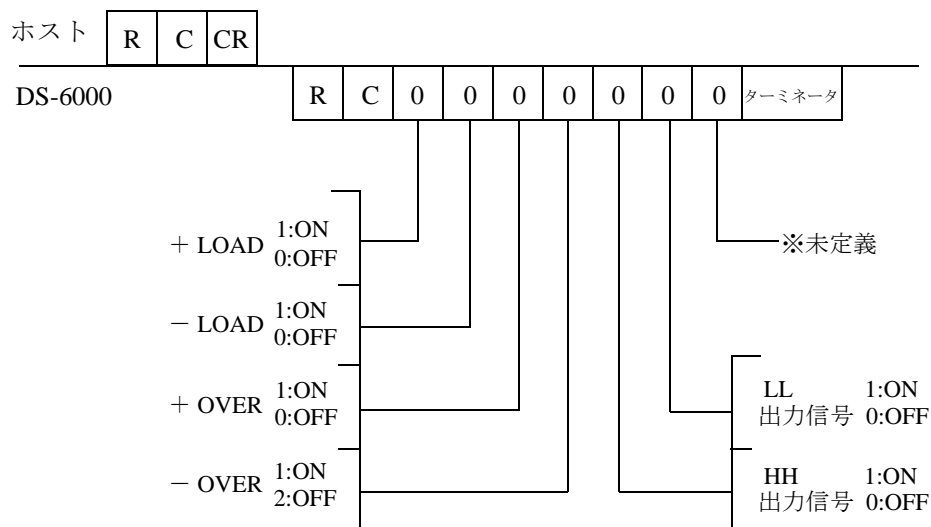 ホスト R C CR
DS-6000 R C 0 0 0 0 0 0 0 ターミネータ
+ LOAD 1:ON
0:OFF
※未定義
- LOAD 1:ON
0:OFF
+ OVER 1:ON
0:OFF
LL 1:ON
出力信号 0:OFF
- OVER 1:ON
2:OFF
HH 1:ON
出力信号 0:OFF